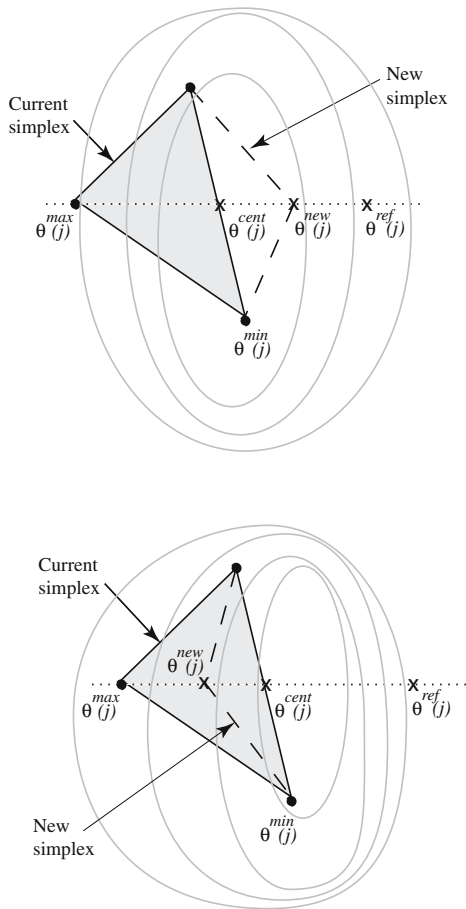 New
simplex
Current
simplex
θ^max (j)
θ^cent (j)
θ^new (j)
θ^ref (j)
θ^min (j)
Current
simplex
θ^new (j)
θ^max (j)
θ^cent (j)
θ^ref (j)
θ^min (j)
New
simplex